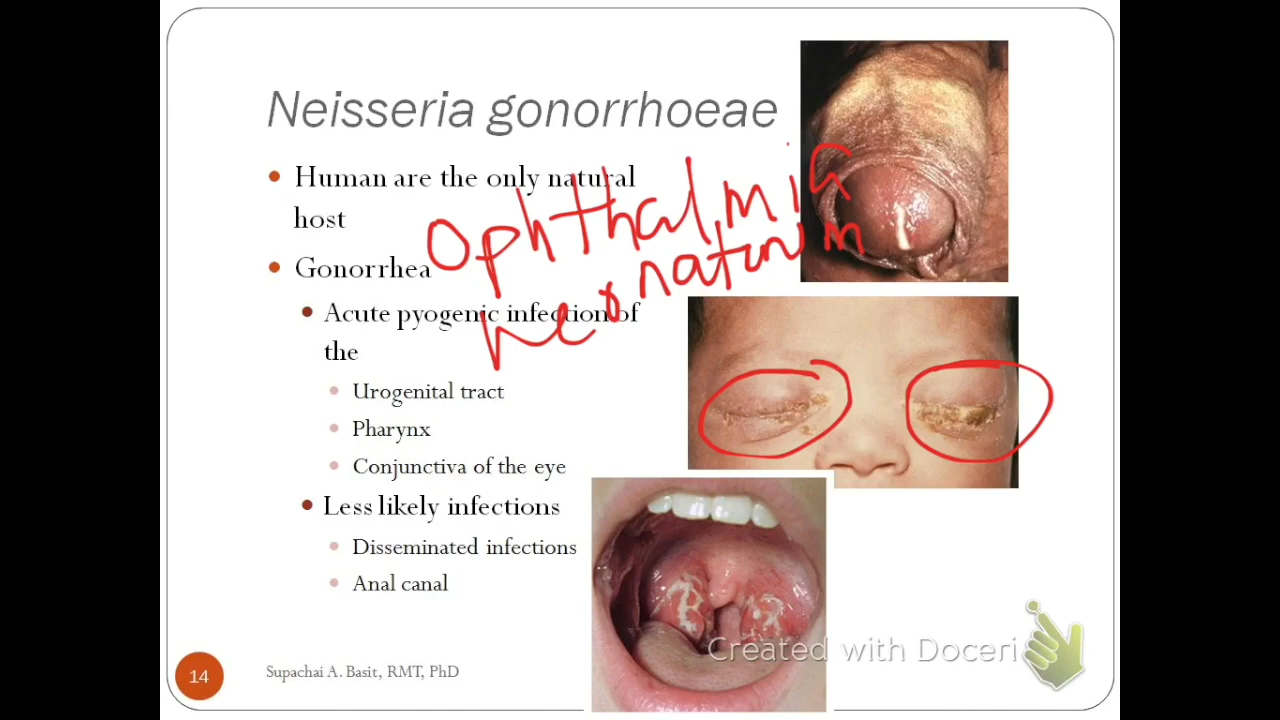 Neisseria gonorrhoeae
Human are the only natural
host
Ophthalmia
Gonorrhea
neonatorum
Acute pyogenic infection of
the
Urogenital tract
Pharynx
Conjunctiva of the eye
Less likely infections
Disseminated infections
Anal canal
Created with Doceri
14
Supachai A. Basit, RMT, PhD